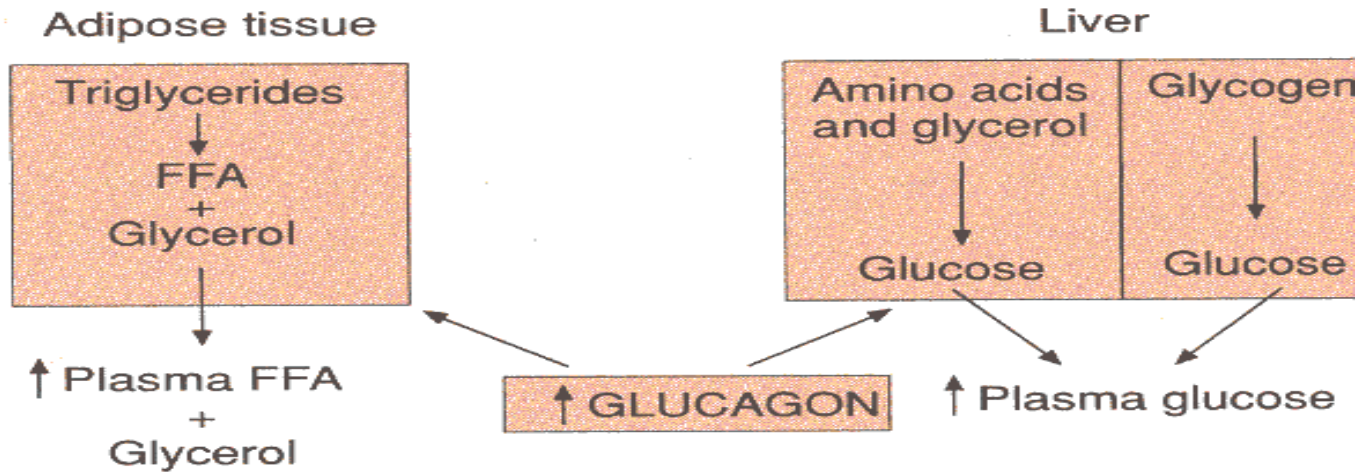 Adipose tissue
Triglycerides
FFA
+
Glycerol
↑ Plasma FFA
+
Glycerol
↑ GLUCAGON
Liver
Amino acids
and glycerol
Glucose
Glycogen
Glucose
↑ Plasma glucose